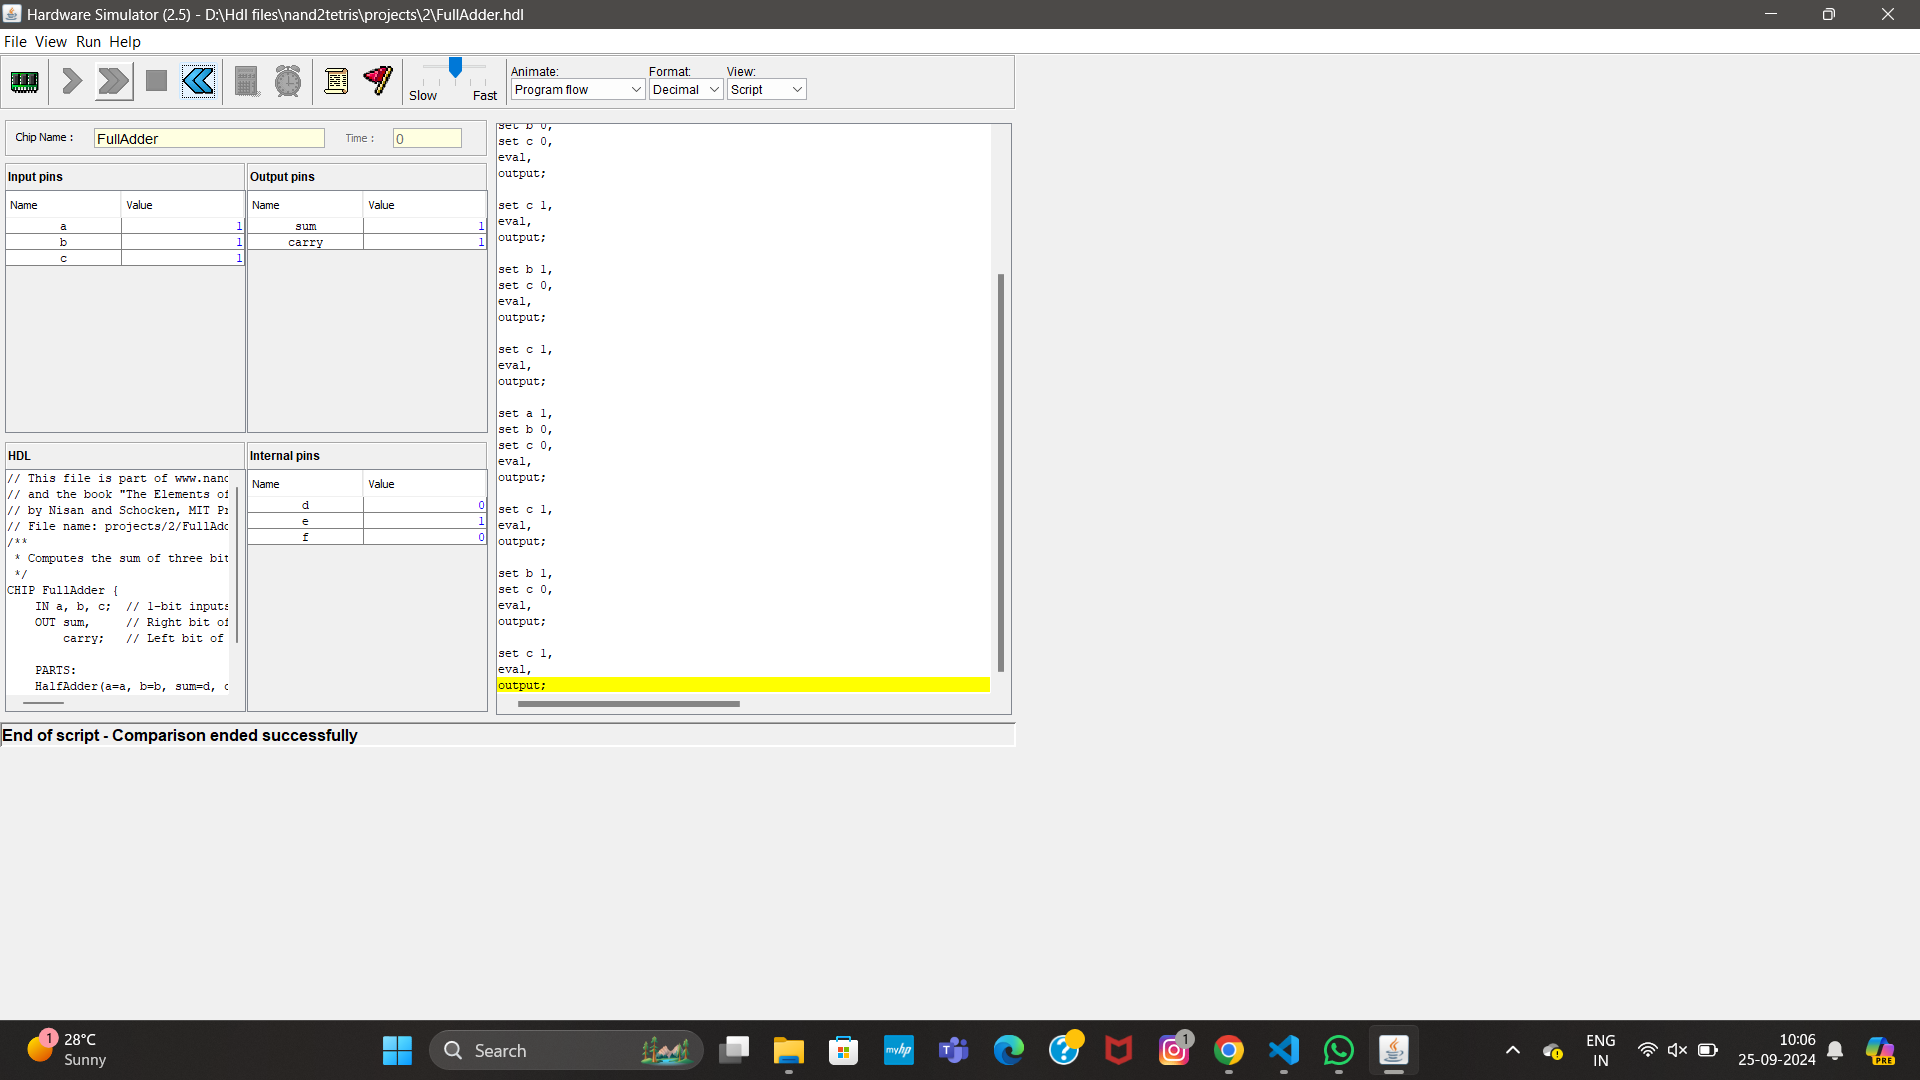 Hardware Simulator (2.5) - D:\Hdl files\nand2tetris\projects\2\FullAdder.hdl
File View Run Help
Slow Fast
Animate:
Program flow
Format:
Decimal
View:
Script
Chip Name : FullAdder Time : 0
Input pins
Name Value
a 1
b 1
c 1
Output pins
Name Value
sum 1
carry 1
HDL
// This file is part of www.nand
// and the book "The Elements of
// by Nisan and Schocken, MIT Pr
// File name: projects/2/FullAdd
/**
* Computes the sum of three bit
*/
CHIP FullAdder {
IN a, b, c; // 1-bit inputs
OUT sum, // Right bit of
carry; // Left bit of
PARTS:
HalfAdder(a=a, b=b, sum=d, c
Internal pins
Name Value
d 0
e 1
f 0
set b 0,
set c 0,
eval,
output;
set c 1,
eval,
output;
set b 1,
set c 0,
eval,
output;
set c 1,
eval,
output;
set a 1,
set b 0,
set c 0,
eval,
output;
set c 1,
eval,
output;
set b 1,
set c 0,
eval,
output;
set c 1,
eval,
output;
End of script - Comparison ended successfully
1
28°C
Sunny
Search
myhp
1
ENG
IN
10:06
25-09-2024
PRE